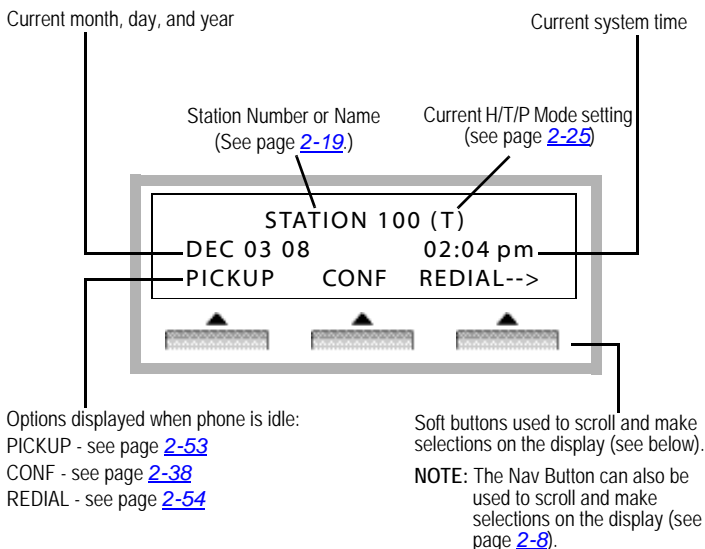 Current month, day, and year
Current system time
Station Number or Name
(See page 2-19.)
Current H/T/P Mode setting
(see page 2-25)
STATION 100 (T)
DEC 03 08 02:04 pm
PICKUP CONF REDIAL-->
Options displayed when phone is idle:
PICKUP - see page 2-53
CONF - see page 2-38
REDIAL - see page 2-54
Soft buttons used to scroll and make
selections on the display (see below).
NOTE: The Nav Button can also be
used to scroll and make
selections on the display (see
page 2-8).